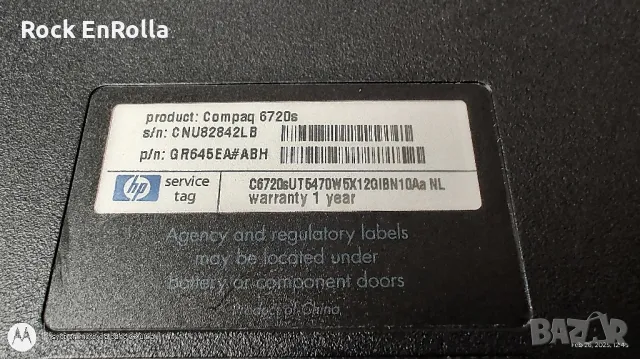 Rock EnRolla
product: Compaq 6720s
s/n: CNU82842LB
p/n: GR645EA#ABH
hp
service
tag
C6720sUT5470W5X12GIBN10Aa NL
warranty 1 year
Agency and regulatory labels
may be located under
battery or component doors
Product of China
BAZAR